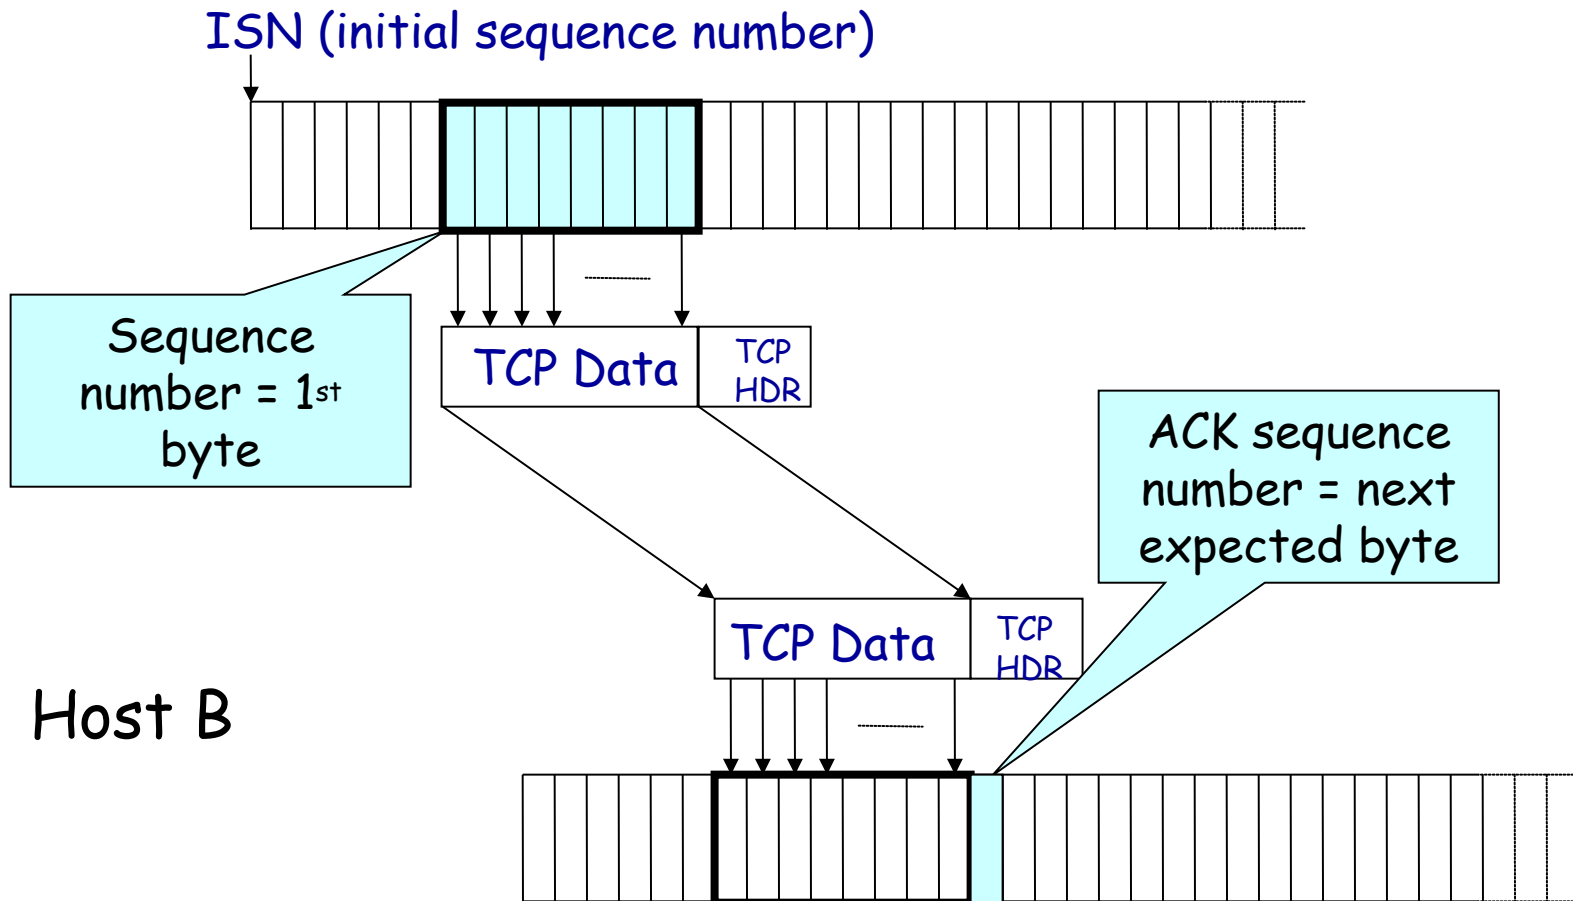 ISN (initial sequence number)
Sequence
number = 1st
byte
TCP Data
TCP
HDR
ACK sequence
number = next
expected byte
TCP Data
TCP
HDR
Host B